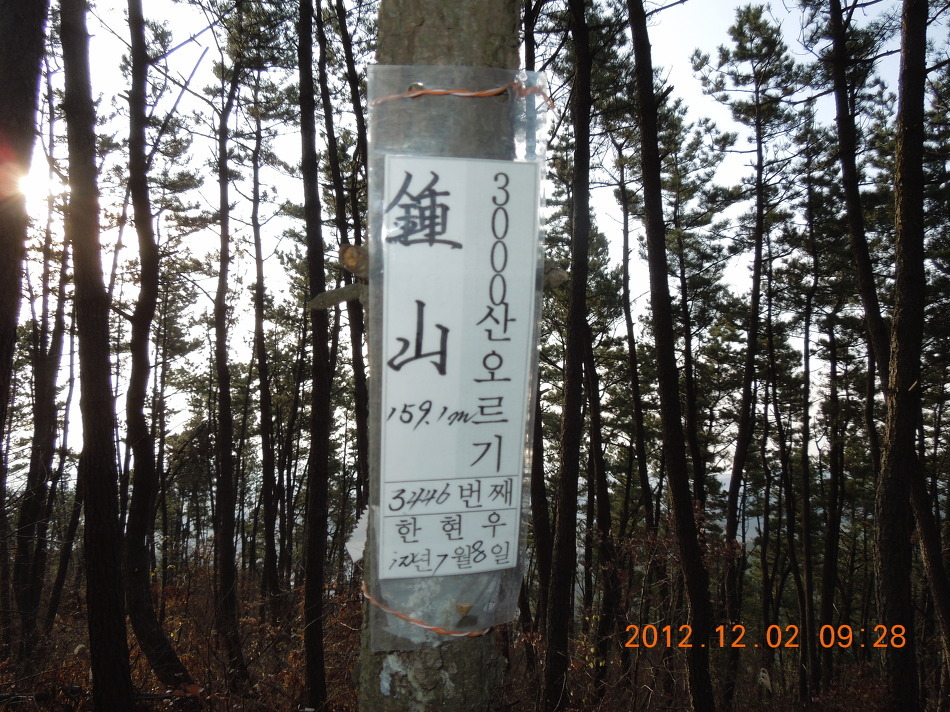 3000산오르기
鍾山
159.1m
3446번째
한현우
12년7월8일
2012.12.02 09:28